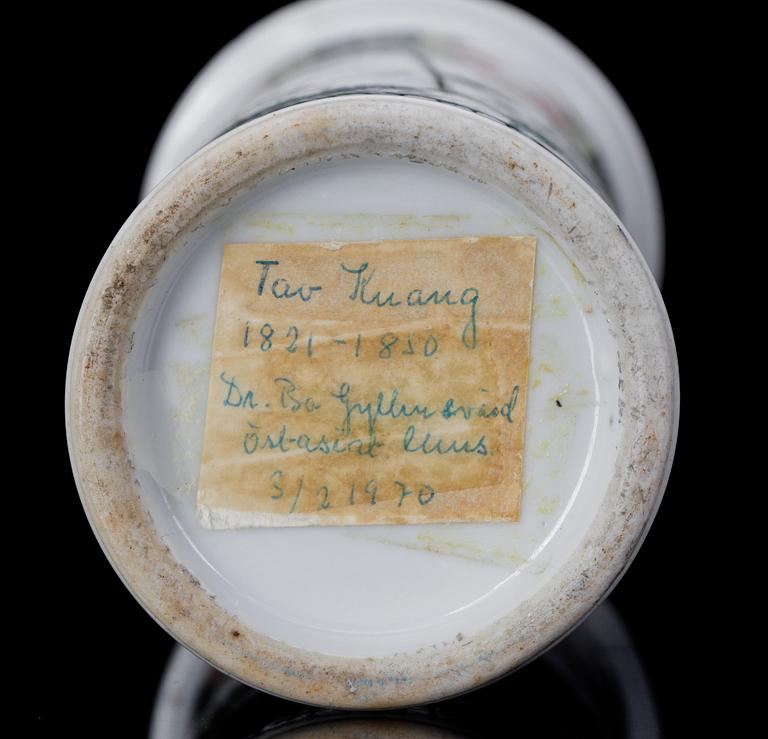 Tao Kuang
1821-1850
Dr. Bo Gyllensvärd
Östasiat Mus.
3/2 1970